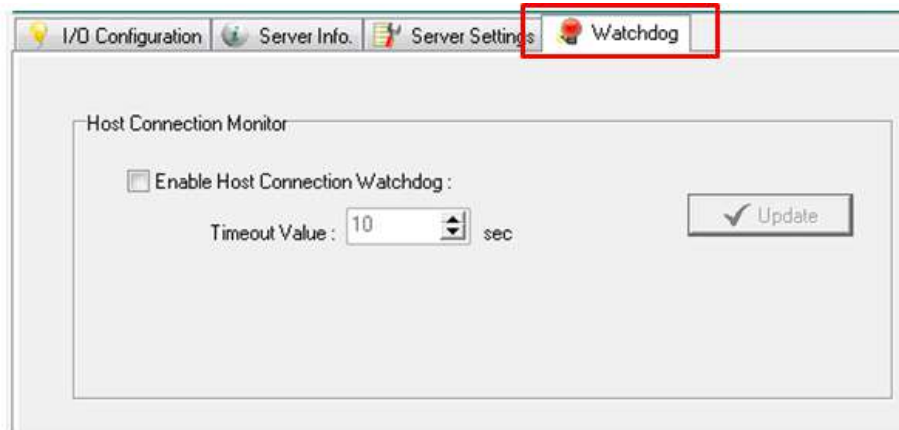 I/O Configuration Server Info. Server Settings Watchdog
Host Connection Monitor
Enable Host Connection Watchdog :
Timeout Value : 10 sec
Update